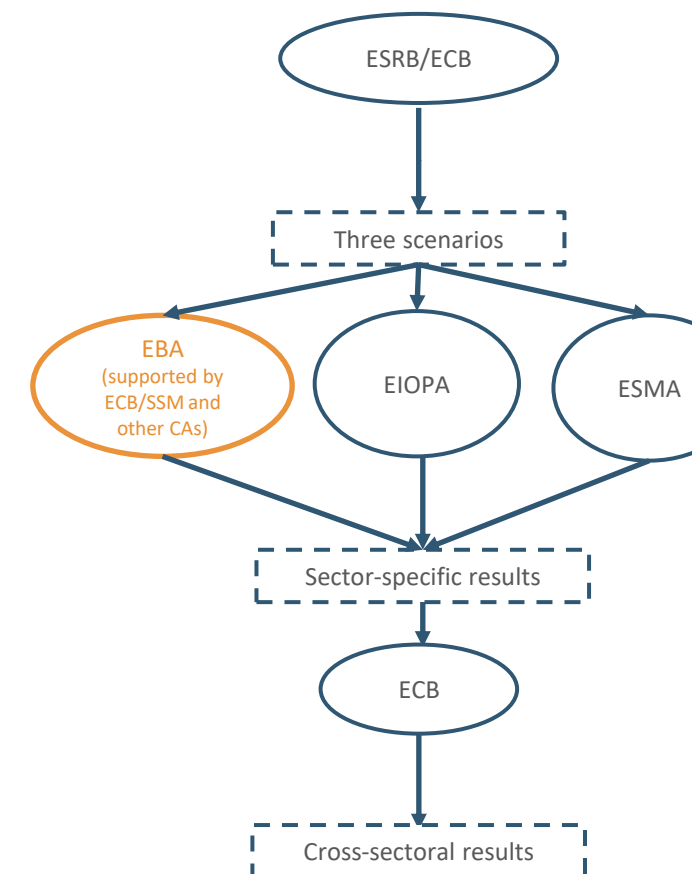 ESRB/ECB
Three scenarios
EBA
(supported by
ECB/SSM and
other CAs)
EIOPA
ESMA
Sector-specific results
ECB
Cross-sectoral results